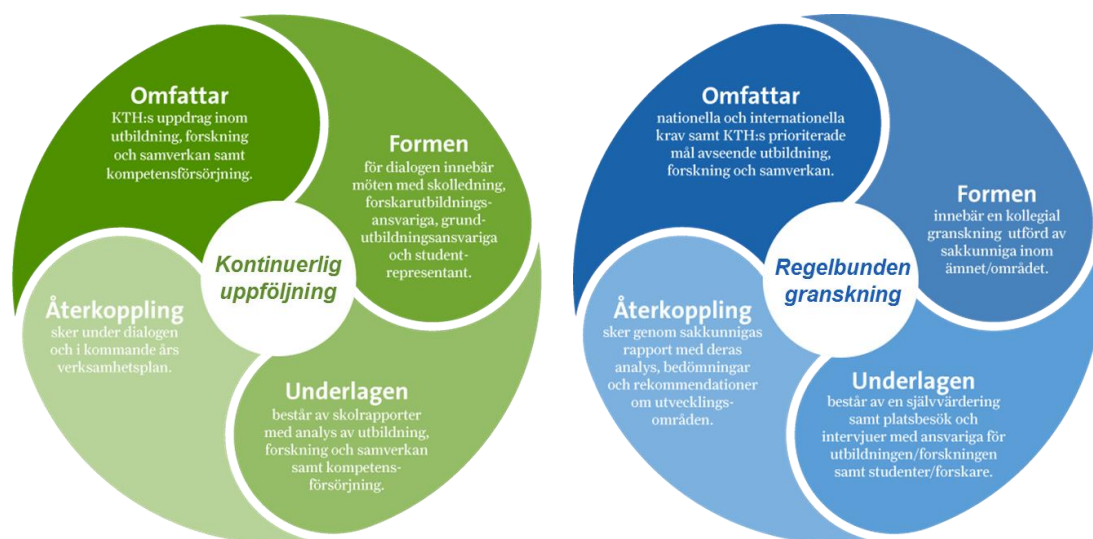 Omfattar
KTH:s uppdrag inom
utbildning, forskning
och samverkan samt
kompetensförsörjning.
Formen
för dialogen innebär
möten med skolledning,
forskarutbildnings-
ansvariga, grund-
utbildningsansvariga
och student-
representant.
Kontinuerlig
uppföljning
Återkoppling
sker under dialogen
och i kommande års
verksamhetsplan.
Underlagen
består av skolrapporter
med analys av utbildning,
forskning och samverkan
samt kompetens-
försörjning.
Omfattar
nationella och internationella
krav samt KTH:s prioriterade
mål avseende utbildning,
forskning och samverkan.
Formen
innebär en kollegial
granskning utförd av
sakkunniga inom
ämnet/området.
Regelbunden
granskning
Återkoppling
sker genom sakkunnigas
rapport med deras
analys, bedömningar
och rekommendationer
om utvecklings-
områden.
Underlagen
består av en självvärdering
samt platsbesök och
intervjuer med ansvariga för
utbildningen/forskningen
samt studenter/forskare.